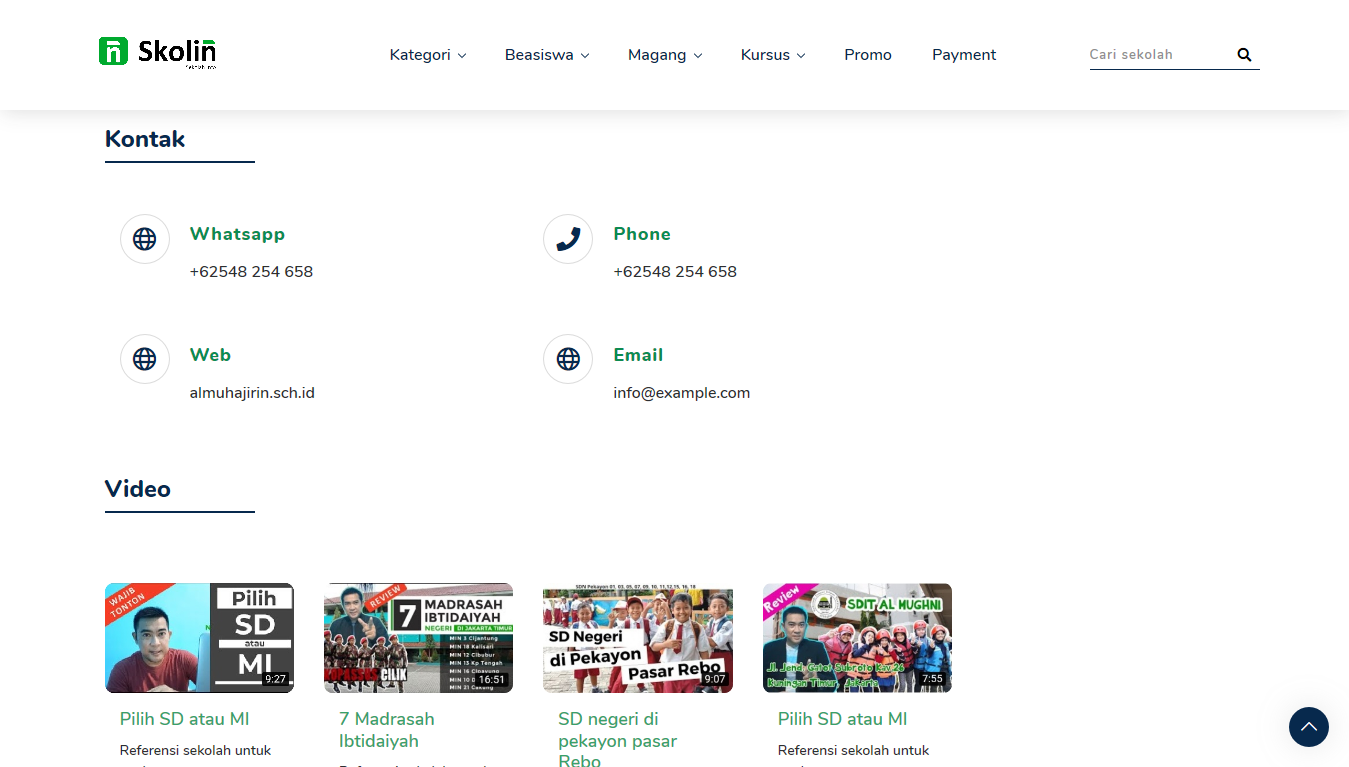 Skolin
Kategori
Beasiswa
Magang
Kursus
Promo
Payment
Cari sekolah
Kontak
Whatsapp
+62548 254 658
Phone
+62548 254 658
Web
almuhajirin.sch.id
Email
info@example.com
Video
WAJIB
TONTON
Pilih
SD
atau
MI
9:27
REVIEW
7
MADRASAH
IBTIDAIYAH
NEGERI DI JAKARTA TIMUR
MIN 3 Cijantung
MIN 18 Kalisari
MIN 12 Cibubur
MIN 13 Kp Tengah
MIN 16 Cipayung
MIN 10
MIN 21 Cakung
KOPASSUS CILIK
16:51
SDN Pekayon 01, 03, 05, 07, 09, 10, 11,12,15, 16, 18
SD Negeri
di Pekayon
Pasar Rebo
9:07
Review
SDIT AL MUGHNI
Jl. Jend. Gatot Subroto Kav 26
Kuningan Timur, Jakarta
7:55
Pilih SD atau MI
Referensi sekolah untuk
7 Madrasah
Ibtidaiyah
SD negeri di
pekayon pasar
Rebo
Pilih SD atau MI
Referensi sekolah untuk